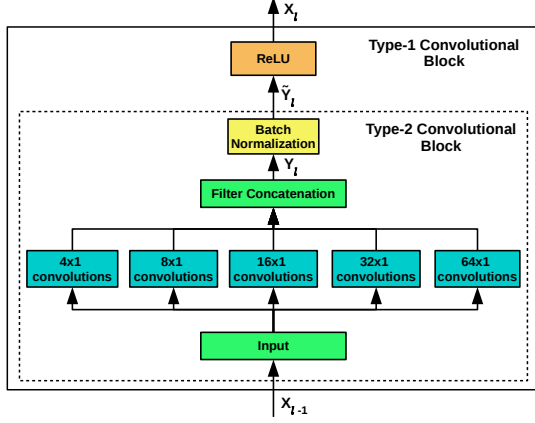 X_l
Type-1 Convolutional
Block
ReLU
Ỹ_l
Type-2 Convolutional
Block
Batch
Normalization
Y_l
Filter Concatenation
4x1
convolutions
8x1
convolutions
16x1
convolutions
32x1
convolutions
64x1
convolutions
Input
X_l-1